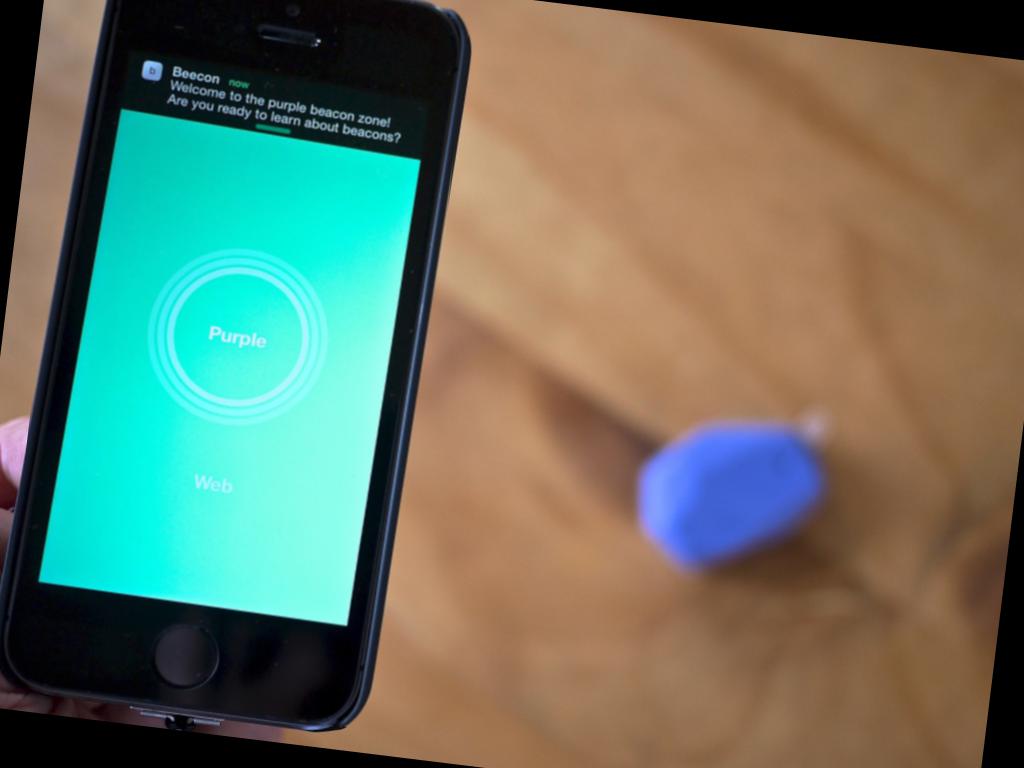 b
Beecon now
Welcome to the purple beacon zone!
Are you ready to learn about beacons?
Purple
Web